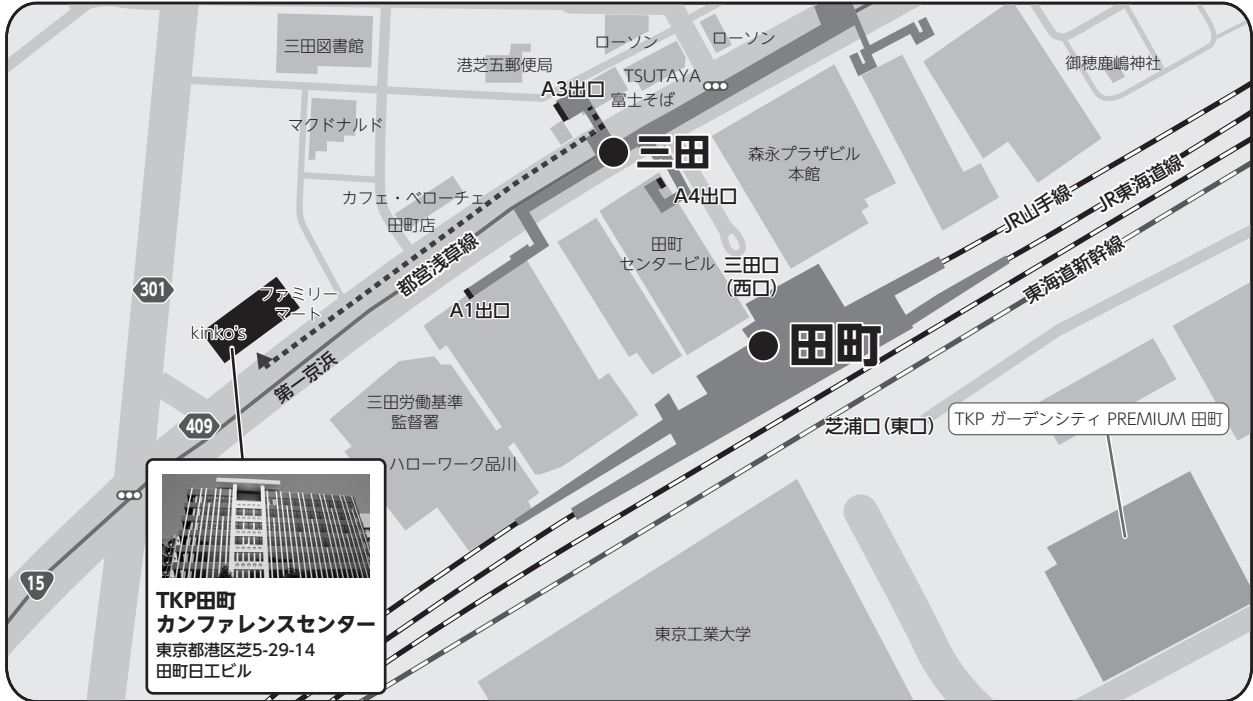 三田図書館
ローソン
ローソン
港芝五郵便局
TSUTAYA
富士そば
A3出口
御穂鹿嶋神社
マクドナルド
三田
森永プラザビル
本館
カフェ・ベローチェ
田町店
A4出口
JR山手線
JR東海道線
東海道新幹線
都営浅草線
田町
センタービル
三田口
(西口)
301
ファミリー
マート
kinko's
A1出口
田町
第一京浜
三田労働基準
監督署
409
芝浦口(東口)
TKP ガーデンシティ PREMIUM 田町
ハローワーク品川
15
TKP田町
カンファレンスセンター
東京都港区芝5-29-14
田町日工ビル
東京工業大学